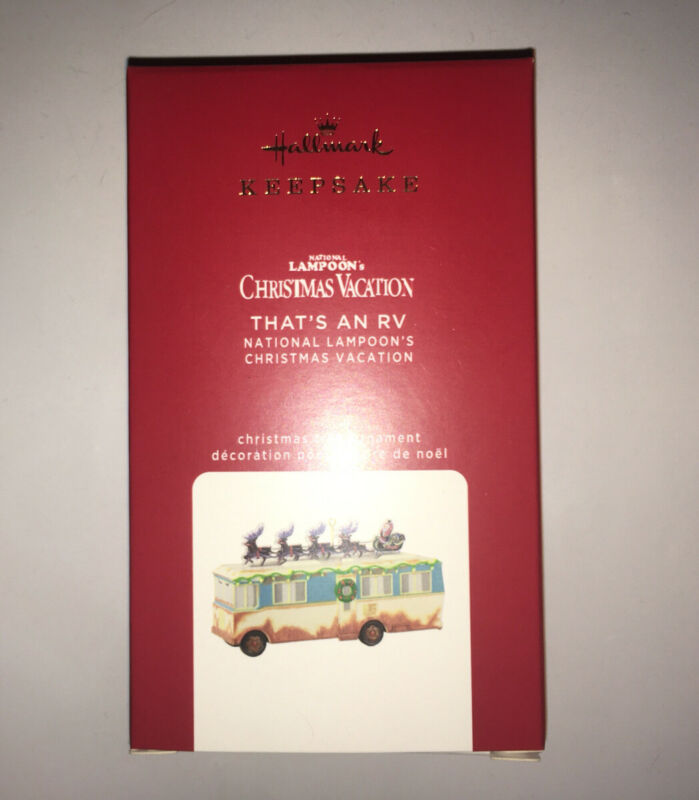 Hallmark
KEEPSAKE
NATIONAL
LAMPOON's
CHRISTMAS VACATION
THAT'S AN RV
NATIONAL LAMPOON'S
CHRISTMAS VACATION
christmas ornament
décoration de noël